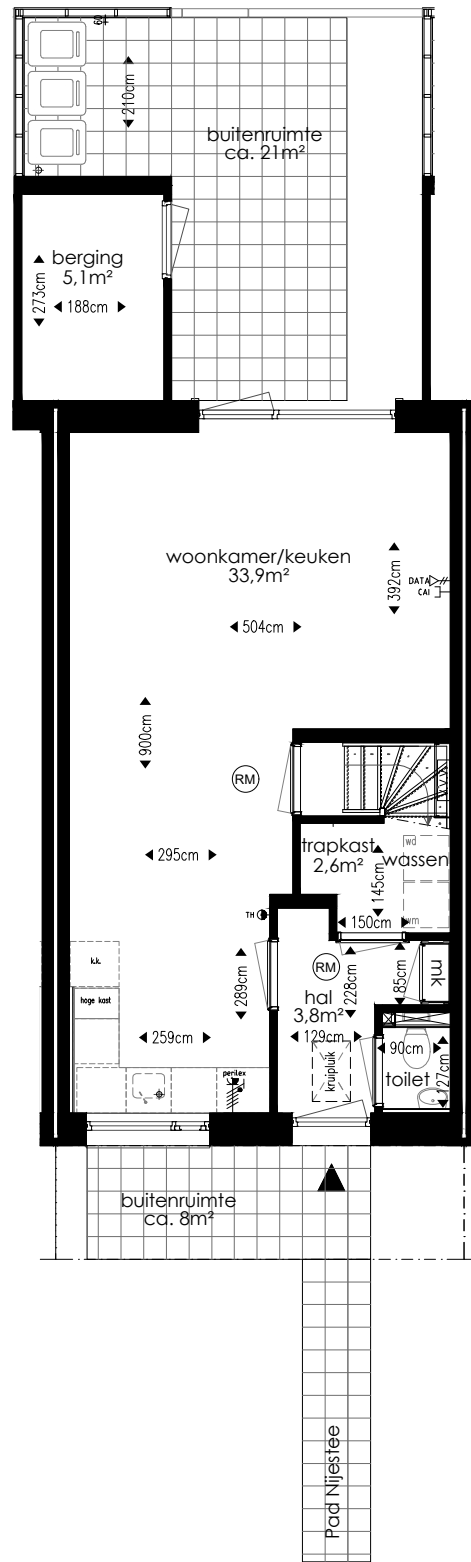 60
210cm
buitenruimte
ca. 21m²
berging
5,1m²
273cm
188cm
woonkamer/keuken
33,9m²
392cm
DATA
CAI
504cm
900cm
RM
trapkast
2,6m²
wd
wassen
145cm
295cm
150cm
wm
TH
k.k.
289cm
RM
hal
3,8m²
228cm
85cm
mk
hoge kast
259cm
129cm
90cm
toilet
127cm
kruipluik
perilex
buitenruimte
ca. 8m²
Pad Nijestee